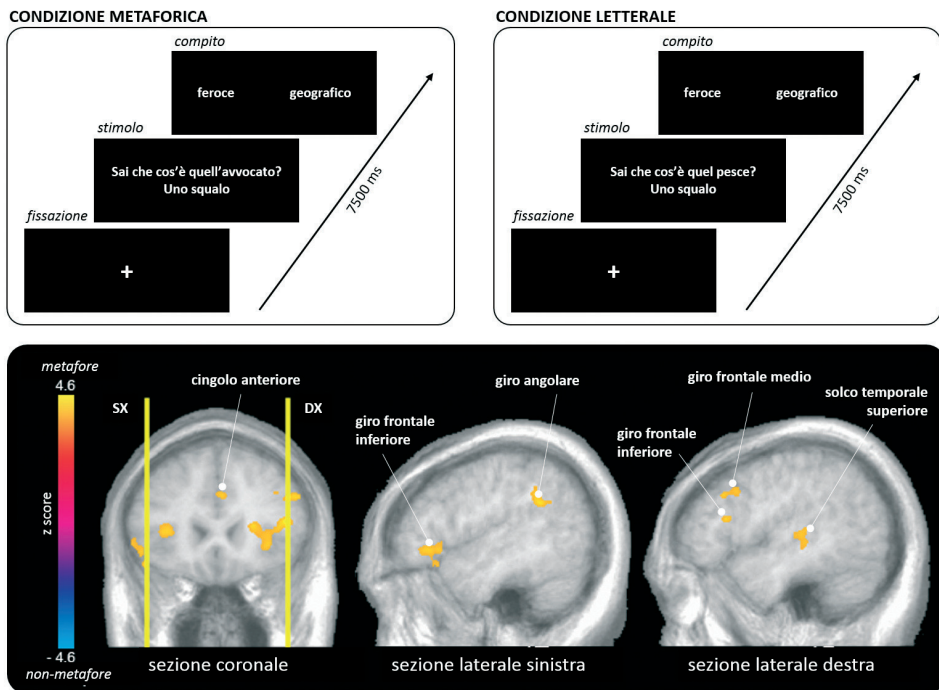 CONDIZIONE METAFORICA
compito
feroce geografico
stimolo
Sai che cos'è quell'avvocato?
Uno squalo
fissazione
+
7500 ms
CONDIZIONE LETTERALE
compito
feroce geografico
stimolo
Sai che cos'è quel pesce?
Uno squalo
fissazione
+
7500 ms
metafore
4.6
z score
- 4.6
non-metafore
SX
DX
cingolo anteriore
sezione coronale
giro frontale
inferiore
giro angolare
sezione laterale sinistra
giro frontale medio
giro frontale
inferiore
solco temporale
superiore
sezione laterale destra